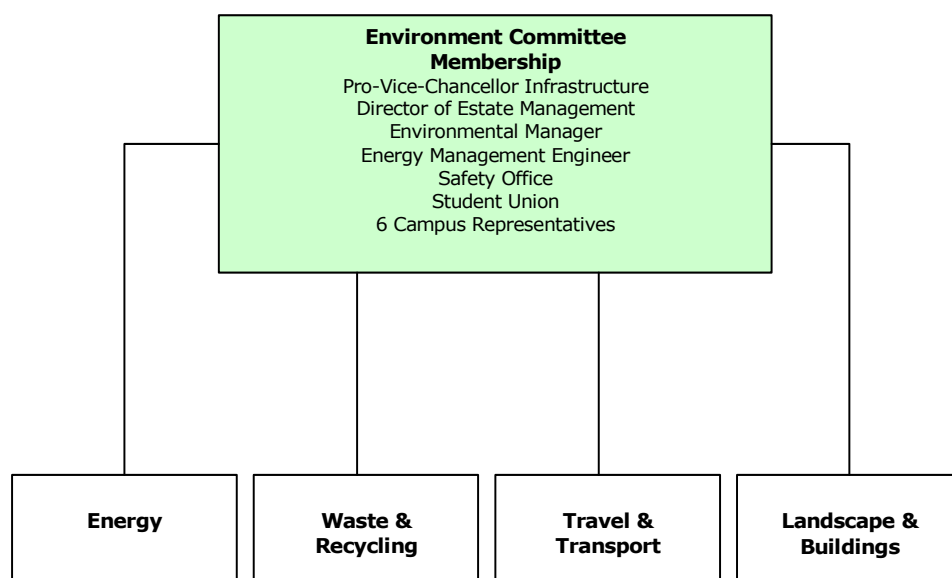 Environment Committee
Membership
Pro-Vice-Chancellor Infrastructure
Director of Estate Management
Environmental Manager
Energy Management Engineer
Safety Office
Student Union
6 Campus Representatives
Energy
Waste &
Recycling
Travel &
Transport
Landscape &
Buildings